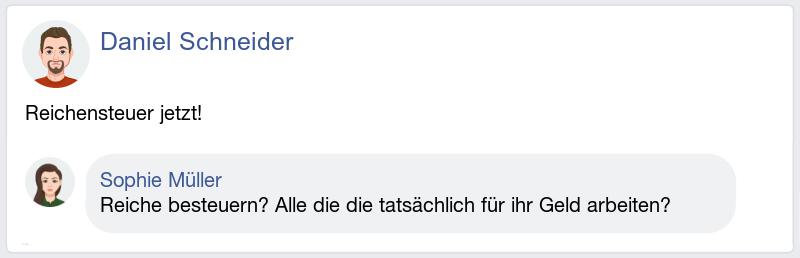 Daniel Schneider
Reichensteuer jetzt!
Sophie Müller
Reiche besteuern? Alle die die tatsächlich für ihr Geld arbeiten?